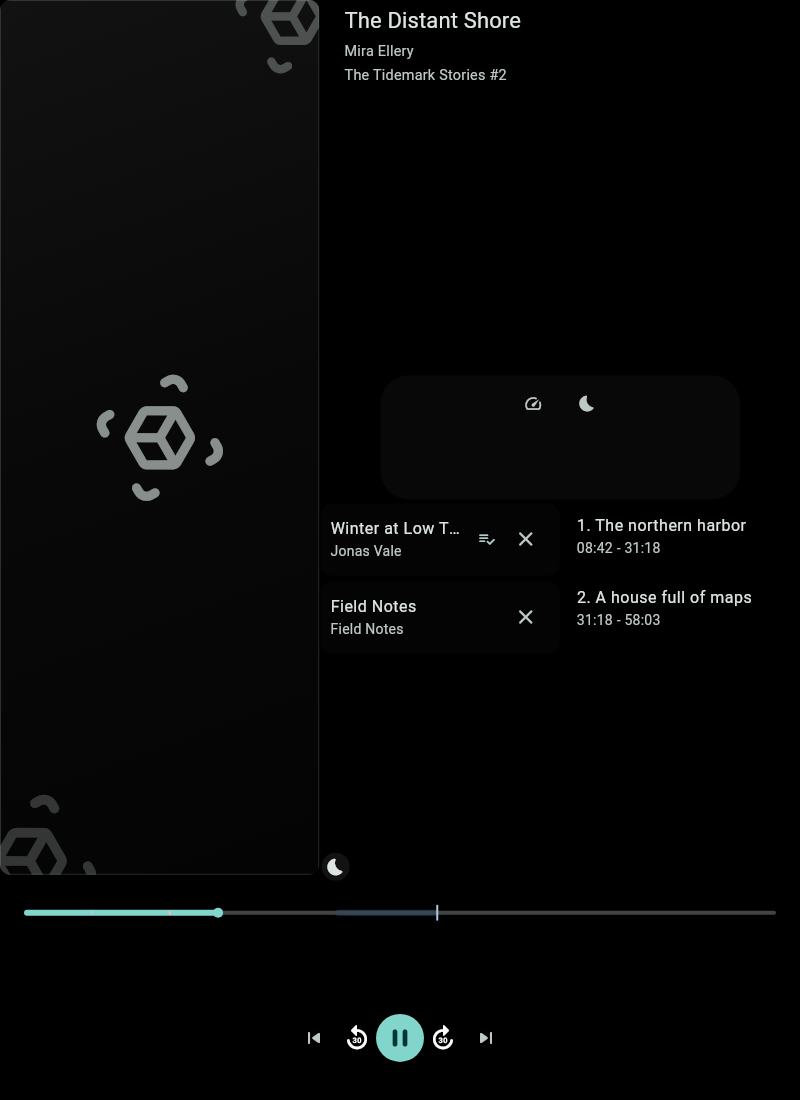 The Distant Shore
Mira Ellery
The Tidemark Stories #2
Winter at Low T…
Jonas Vale
Field Notes
Field Notes
1. The northern harbor
08:42 - 31:18
2. A house full of maps
31:18 - 58:03
30
30